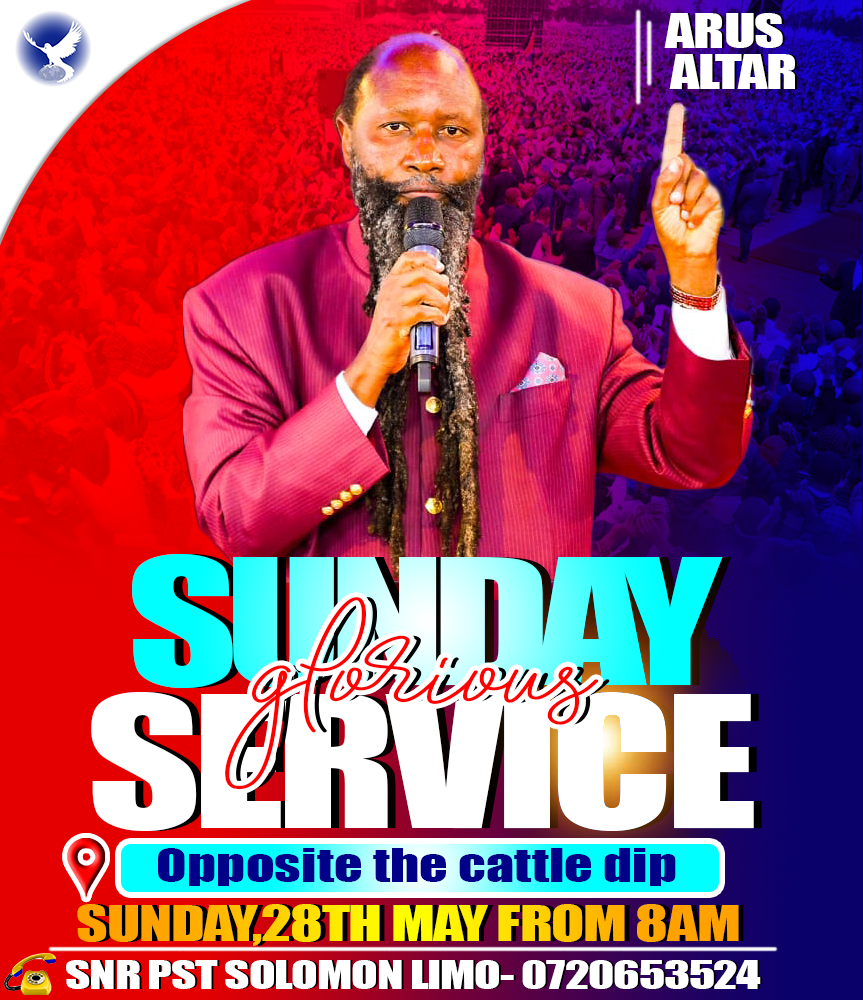 ARUS
ALTAR
SUNDAY
glorious
SERVICE
Opposite the cattle dip
SUNDAY,28TH MAY FROM 8AM
SNR PST SOLOMON LIMO- 0720653524